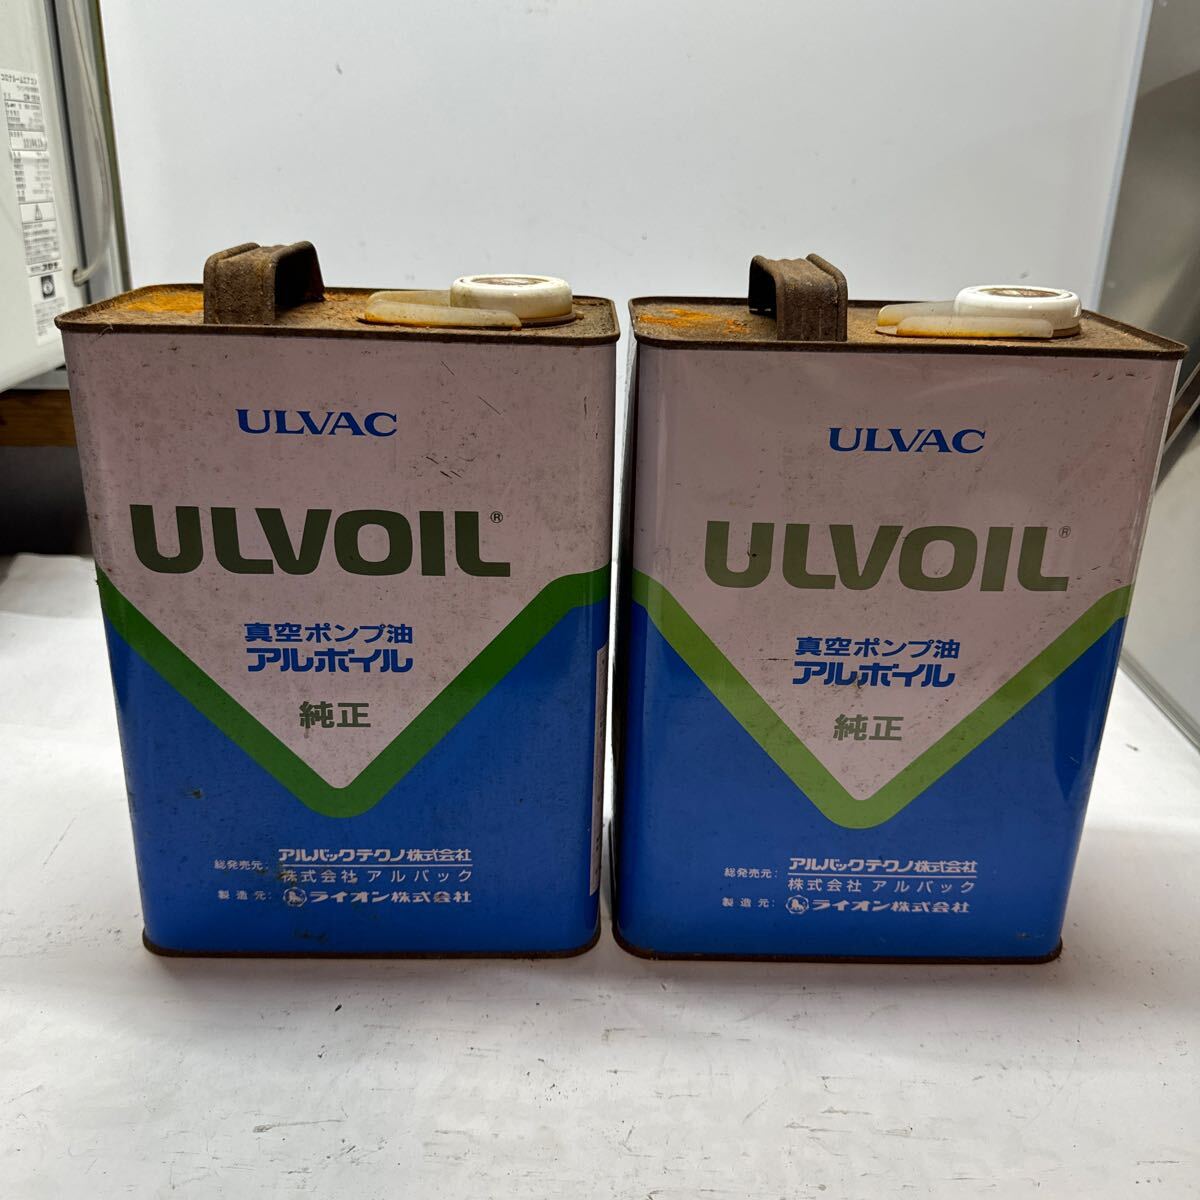 ULVAC
ULVOIL®
真空ポンプ油
アルボイル
純正
総発売元: アルバックテクノ株式会社
株式会社 アルバック
製造元: ライオン株式会社
ULVAC
ULVOIL®
真空ポンプ油
アルボイル
純正
総発売元: アルバックテクノ株式会社
株式会社 アルバック
製造元: ライオン株式会社